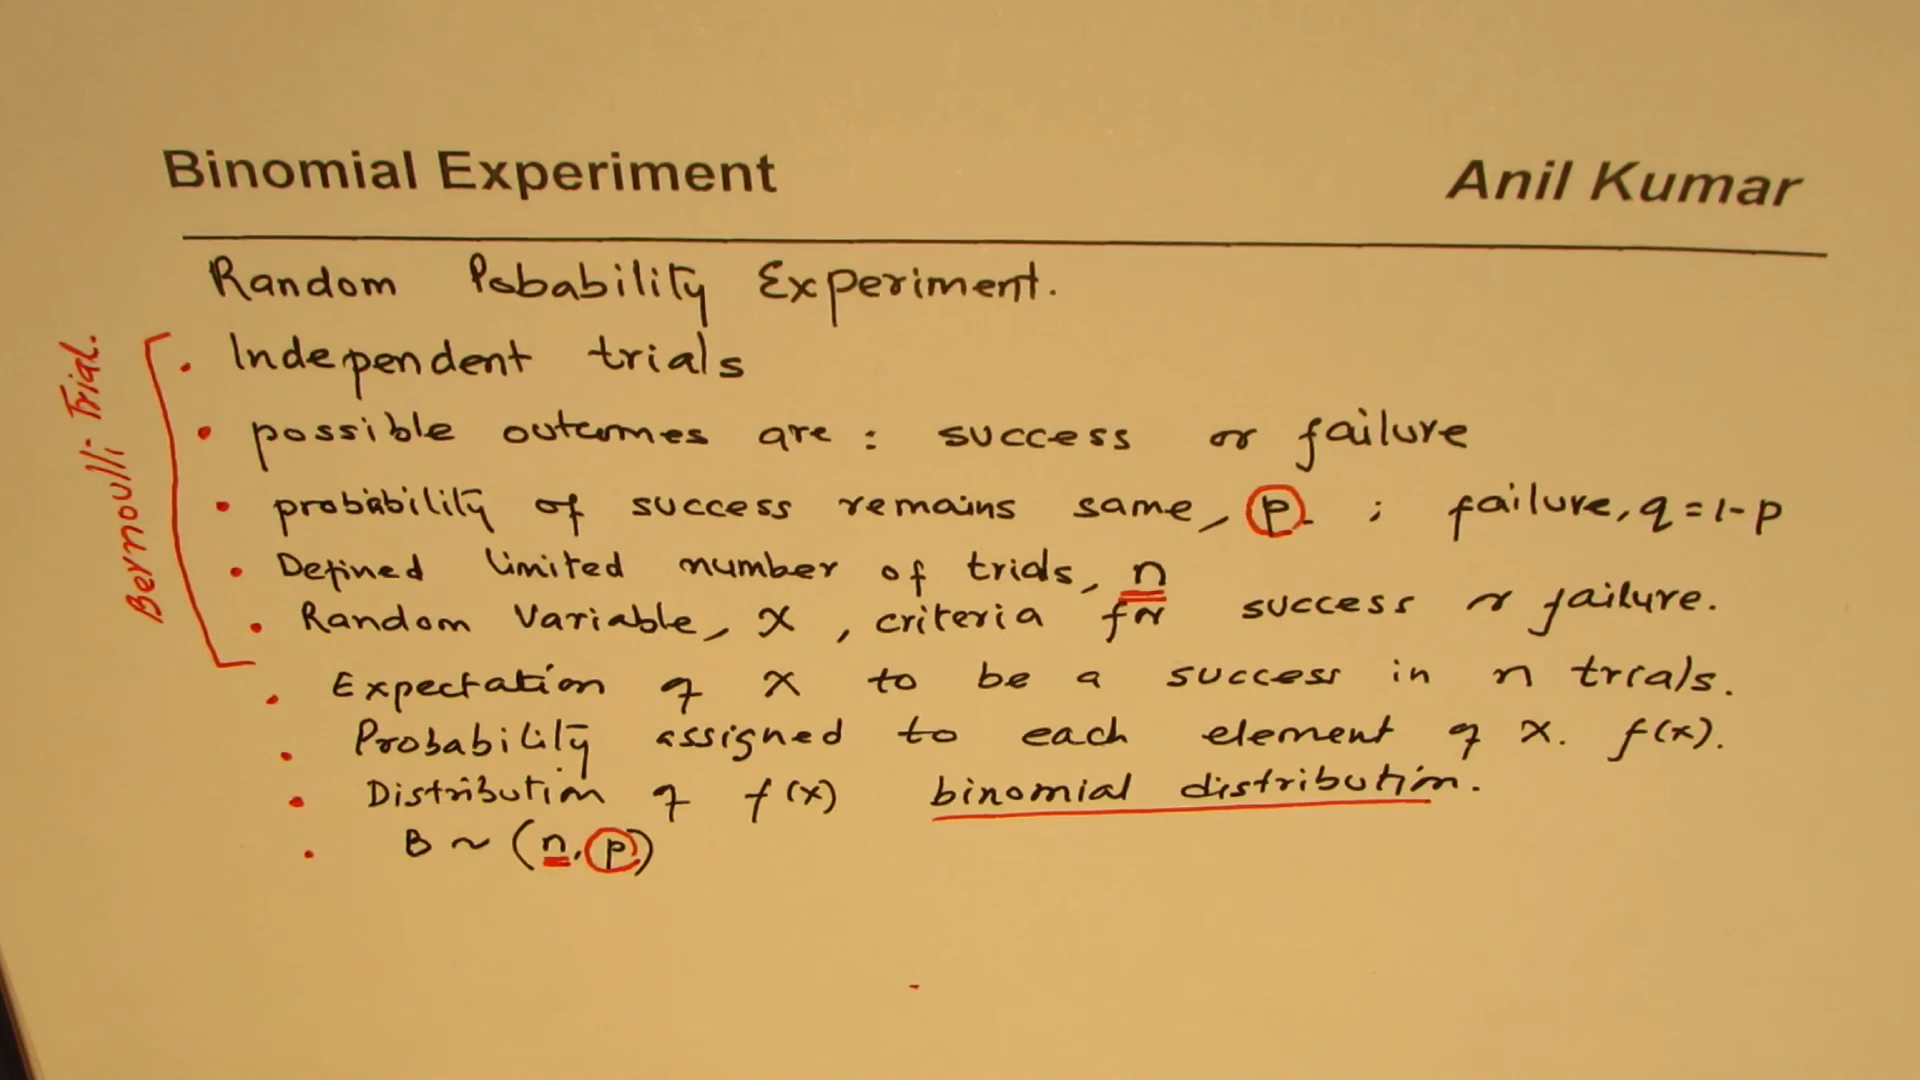 Binomial Experiment
Anil Kumar
Random Pobability Experiment.
Bernoulli Trial.
• Independent trials
• possible outcomes are : success or failure
• probability of success remains same, p. ; failure, q = 1-p
• Defined limited number of trials, n
• Random Variable, X, criteria for success or failure.
• Expectation of X to be a success in n trials.
• Probability assigned to each element of X. f(x).
• Distribution of f(x) binomial distribution.
• B ~ (n, p)